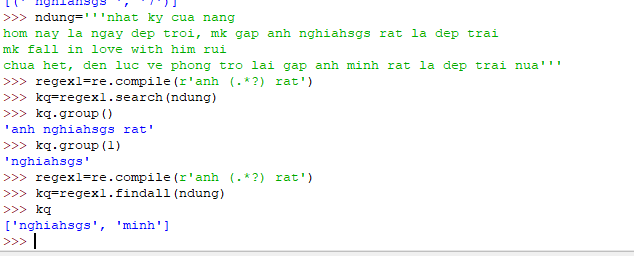 [(' nghiahsgs ', '7')]
>>> ndung='''nhat ky cua nang
hom nay la ngay dep troi, mk gap anh nghiahsgs rat la dep trai
mk fall in love with him rui
chua het, den luc ve phong tro lai gap anh minh rat la dep trai nua'''
>>> regex1=re.compile(r'anh (.*?) rat')
>>> kq=regex1.search(ndung)
>>> kq.group()
'anh nghiahsgs rat'
>>> kq.group(1)
'nghiahsgs'
>>> regex1=re.compile(r'anh (.*?) rat')
>>> kq=regex1.findall(ndung)
>>> kq
['nghiahsgs', 'minh']
>>>